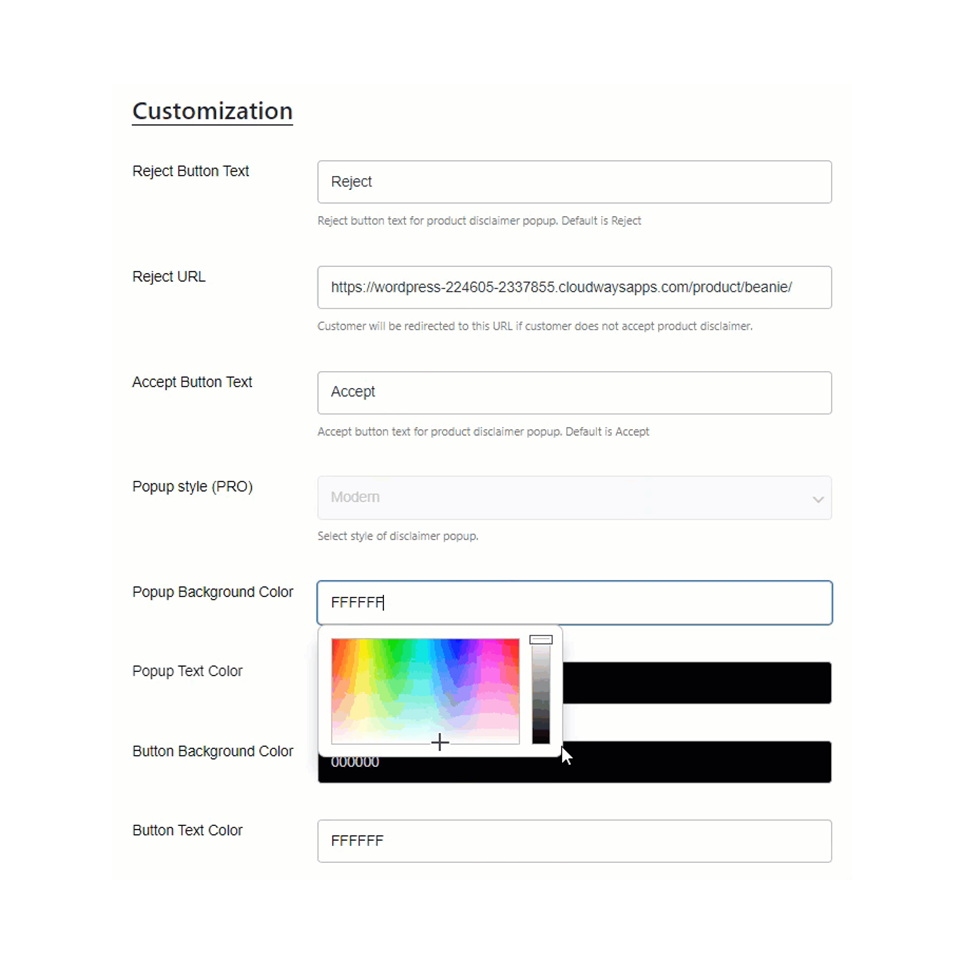 Customization
Reject Button Text
Reject
Reject button text for product disclaimer popup. Default is Reject
Reject URL
https://wordpress-224605-2337855.cloudwaysapps.com/product/beanie/
Customer will be redirected to this URL if customer does not accept product disclaimer.
Accept Button Text
Accept
Accept button text for product disclaimer popup. Default is Accept
Popup style (PRO)
Modern
Select style of disclaimer popup.
Popup Background Color
FFFFFF
Popup Text Color
Button Background Color
000000
Button Text Color
FFFFFF